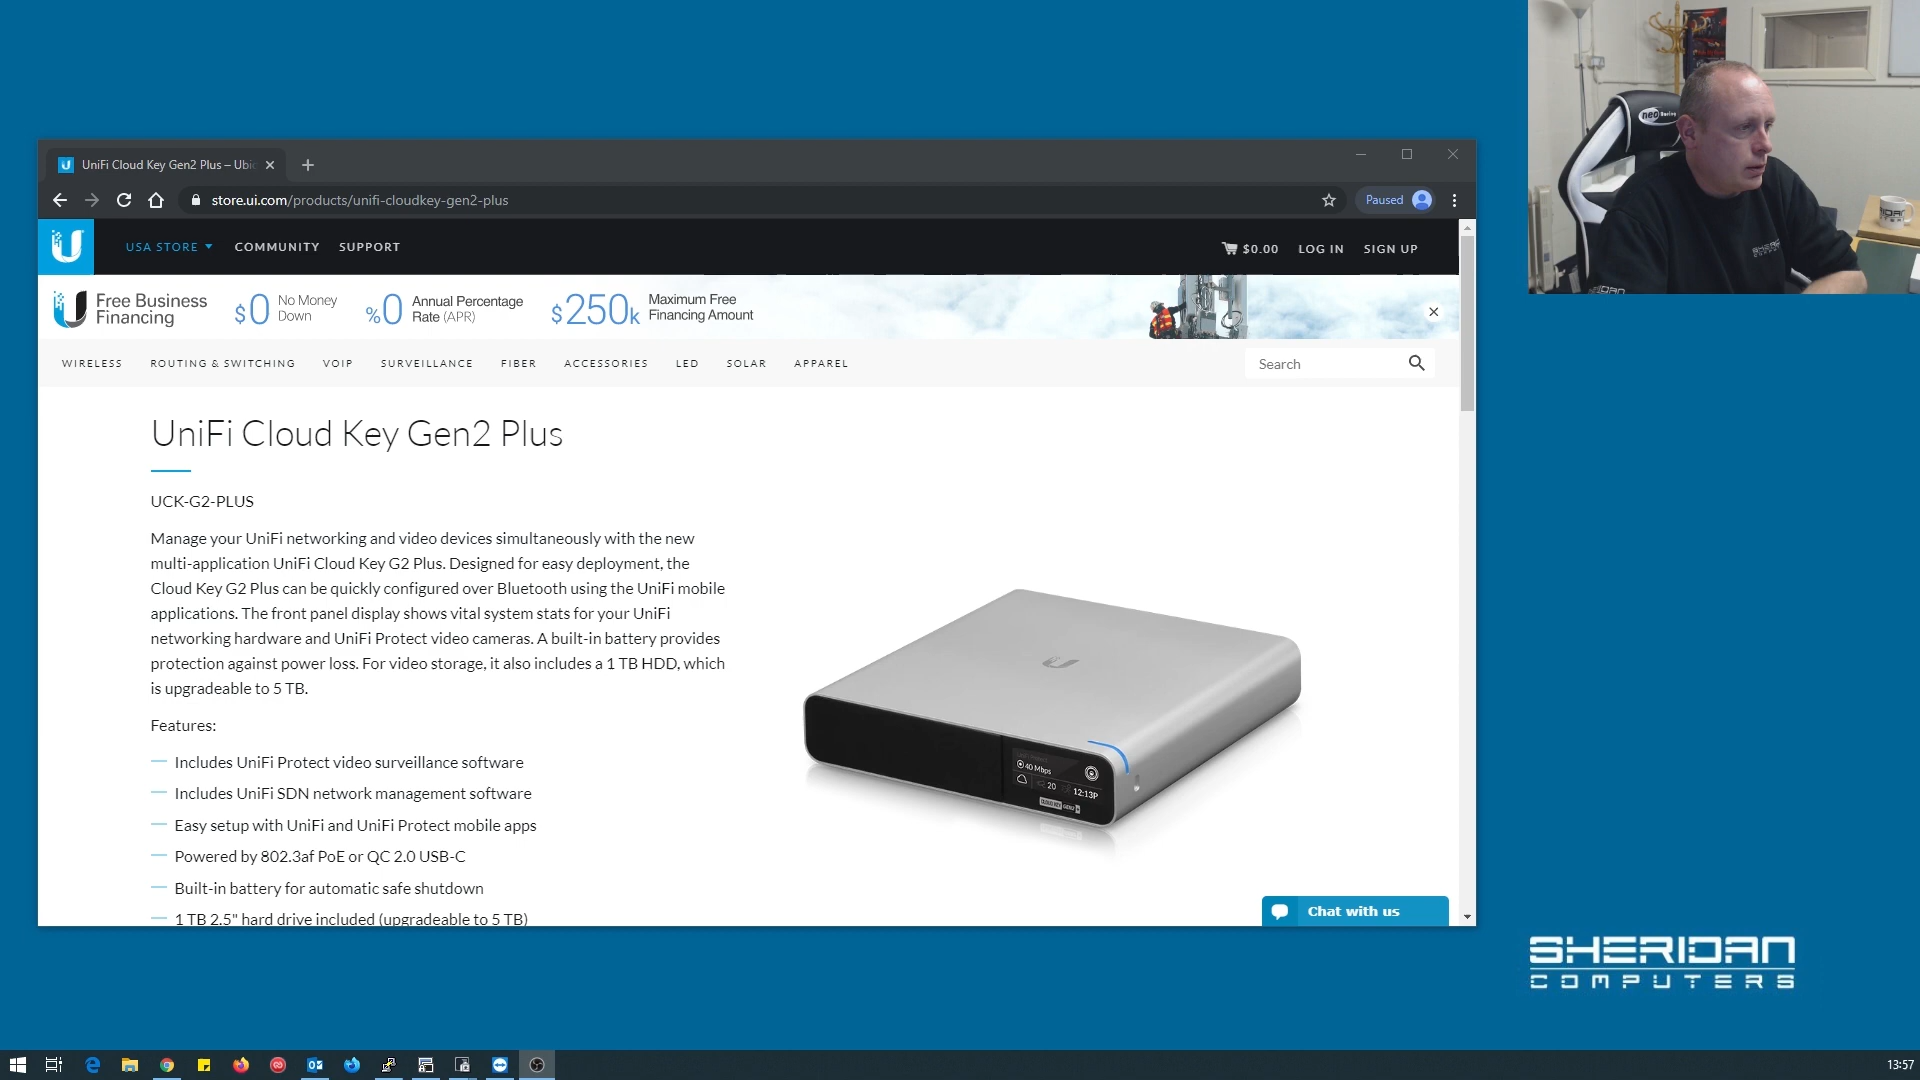 UniFi Cloud Key Gen2 Plus – Ubi
store.ui.com/products/unifi-cloudkey-gen2-plus
Paused
USA STORE
COMMUNITY
SUPPORT
$0.00
LOG IN
SIGN UP
Free Business
Financing
$0 No Money
Down
%0 Annual Percentage
Rate (APR)
$250k Maximum Free
Financing Amount
WIRELESS
ROUTING & SWITCHING
VOIP
SURVEILLANCE
FIBER
ACCESSORIES
LED
SOLAR
APPAREL
Search
UniFi Cloud Key Gen2 Plus
UCK-G2-PLUS
Manage your UniFi networking and video devices simultaneously with the new
multi-application UniFi Cloud Key G2 Plus. Designed for easy deployment, the
Cloud Key G2 Plus can be quickly configured over Bluetooth using the UniFi mobile
applications. The front panel display shows vital system stats for your UniFi
networking hardware and UniFi Protect video cameras. A built-in battery provides
protection against power loss. For video storage, it also includes a 1 TB HDD, which
is upgradeable to 5 TB.
Features:
Includes UniFi Protect video surveillance software
Includes UniFi SDN network management software
Easy setup with UniFi and UniFi Protect mobile apps
Powered by 802.3af PoE or QC 2.0 USB-C
Built-in battery for automatic safe shutdown
1 TB 2.5" hard drive included (upgradeable to 5 TB)
40 Mbps
20
12:13P
CLOUD KEY GEN2
Chat with us
neo
SHERIDAN
COMPUTERS
13:57